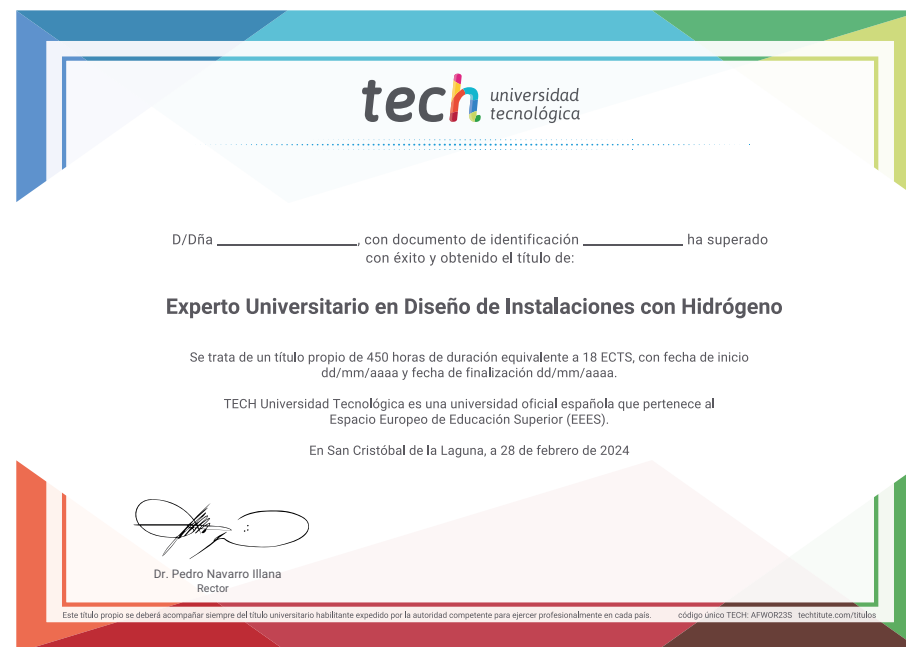 tech universidad
tecnológica
D/Dña ______________, con documento de identificación __________ ha superado
con éxito y obtenido el título de:
Experto Universitario en Diseño de Instalaciones con Hidrógeno
Se trata de un título propio de 450 horas de duración equivalente a 18 ECTS, con fecha de inicio
dd/mm/aaaa y fecha de finalización dd/mm/aaaa.
TECH Universidad Tecnológica es una universidad oficial española que pertenece al
Espacio Europeo de Educación Superior (EEES).
En San Cristóbal de la Laguna, a 28 de febrero de 2024
Dr. Pedro Navarro Illana
Rector
Este título propio se deberá acompañar siempre del título universitario habilitante expedido por la autoridad competente para ejercer profesionalmente en cada país. código único TECH: AFWOR23S techtitute.com/titulos